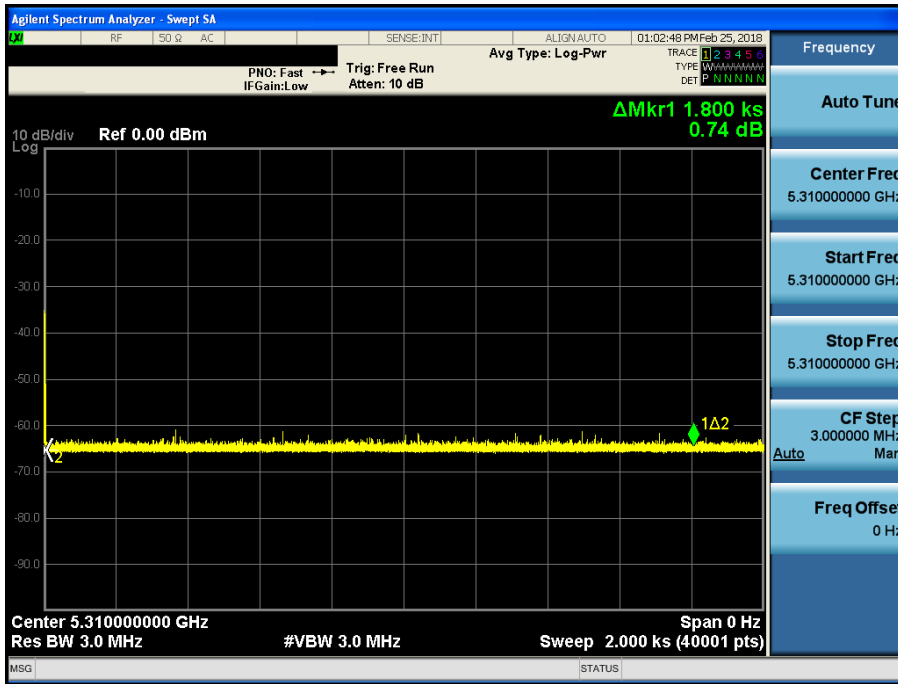 Agilent Spectrum Analyzer - Swept SA
LXI RF 50 Ω AC SENSE:INT ALIGN AUTO 01:02:48 PM Feb 25, 2018
Frequency
Avg Type: Log-Pwr
TRACE 1 2 3 4 5 6
TYPE WWWWWW
DET P N N N N N
PNO: Fast
IFGain:Low
Trig: Free Run
Atten: 10 dB
Auto Tune
ΔMkr1 1.800 ks
0.74 dB
10 dB/div
Log
Ref 0.00 dBm
Center Freq
5.310000000 GHz
-10.0
-20.0
Start Freq
5.310000000 GHz
-30.0
-40.0
Stop Freq
5.310000000 GHz
-50.0
-60.0
1Δ2
2
CF Step
3.000000 MHz
Auto Man
-70.0
-80.0
Freq Offset
0 Hz
-90.0
Center 5.310000000 GHz
Span 0 Hz
Res BW 3.0 MHz
#VBW 3.0 MHz
Sweep 2.000 ks (40001 pts)
MSG
STATUS